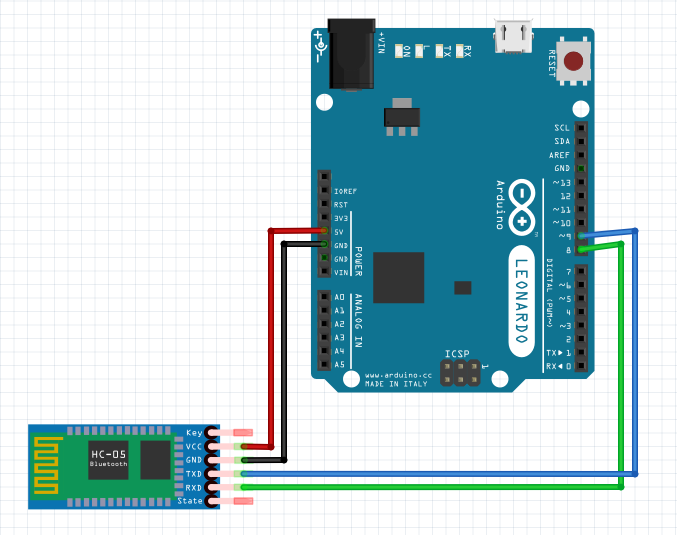 +VIN
ON
L
TX
RX
RESET
SCL
SDA
AREF
GND
~13
12
~11
~10
~9
8
IOREF
RST
3V3
5V
GND
GND
VIN
POWER
Arduino
LEONARDO
DIGITAL (PWM~)
7
~6
~5
4
~3
2
TX▶ 1
RX◀ 0
A0
A1
A2
A3
A4
A5
ANALOG IN
ICSP
1
www.arduino.cc
MADE IN ITALY
HC-05
Bluetooth
Key
VCC
GND
TXD
RXD
State